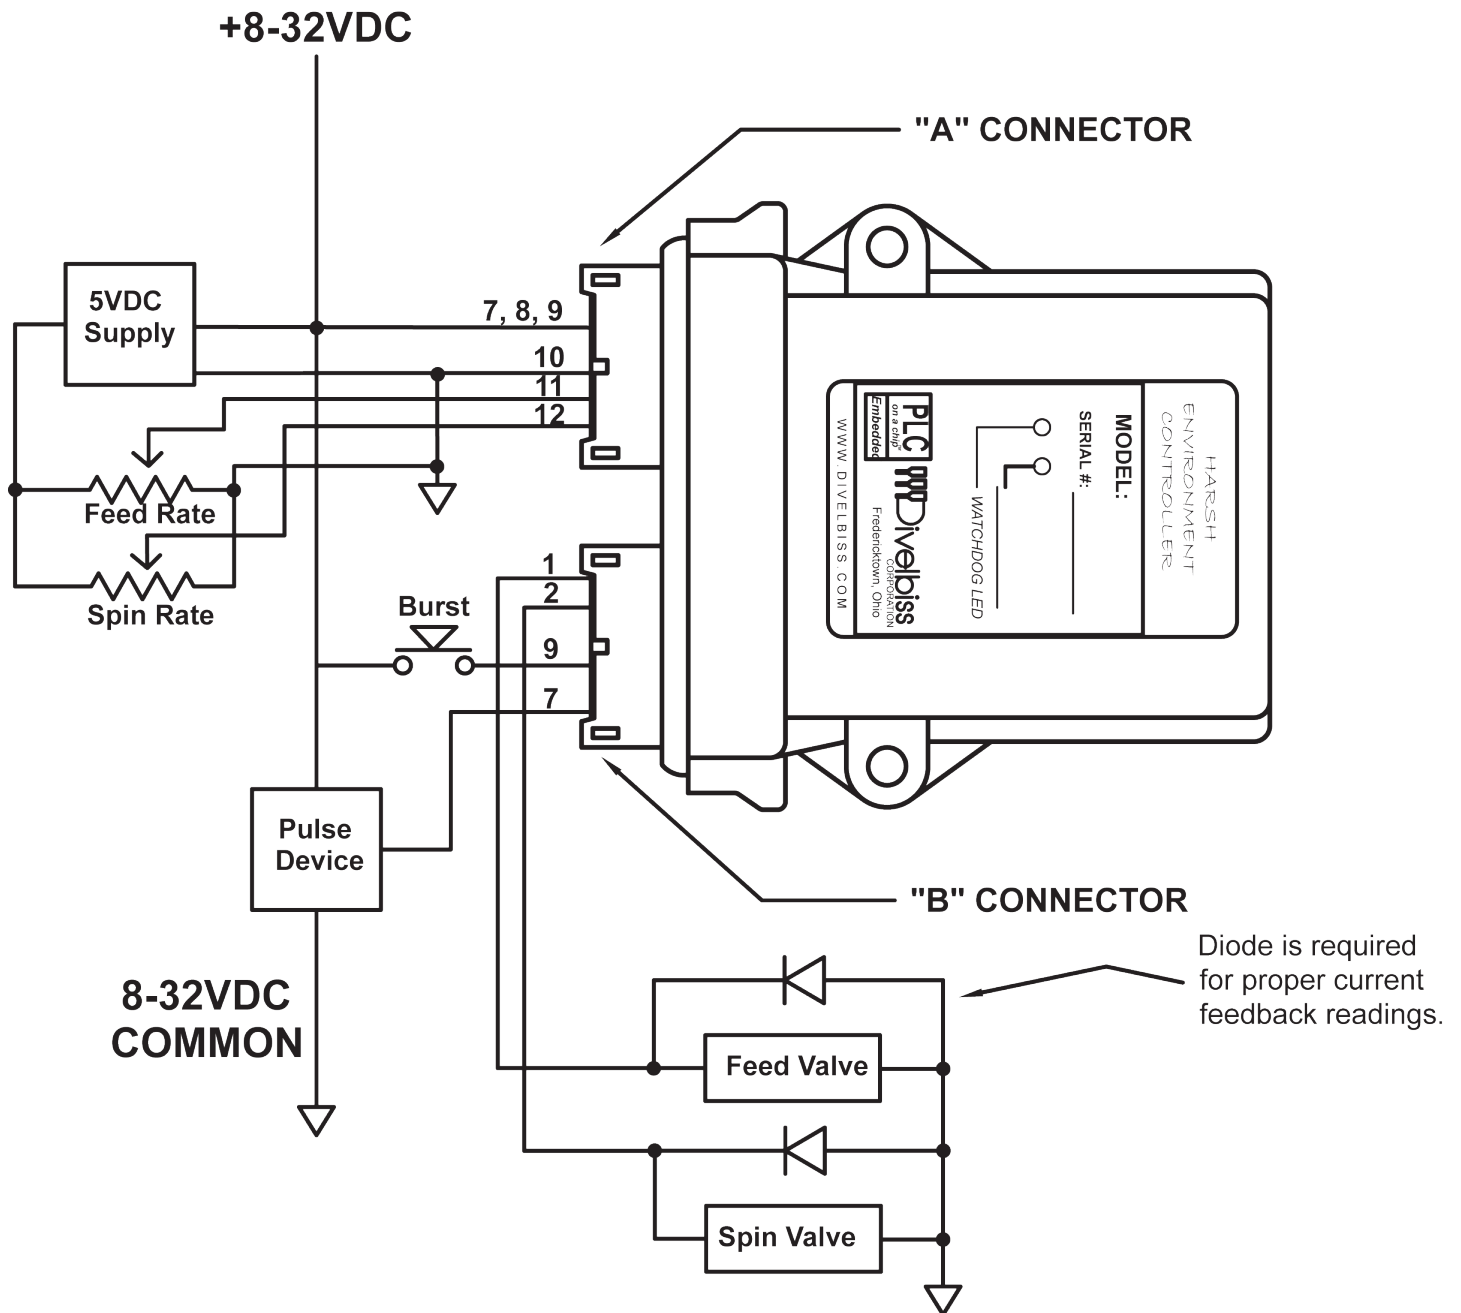 +8-32VDC
"A" CONNECTOR
5VDC
Supply
7, 8, 9
10
11
12
Feed Rate
Spin Rate
1
2
Burst
9
7
HARSH
ENVIRONMENT
CONTROLLER
MODEL:
SERIAL #:
WATCHDOG LED
PLC
on a chip™
Embedded
Divelbiss
CORPORATION
Fredericktown, Ohio
WWW.DIVELBISS.COM
Pulse
Device
"B" CONNECTOR
Diode is required
for proper current
feedback readings.
8-32VDC
COMMON
Feed Valve
Spin Valve